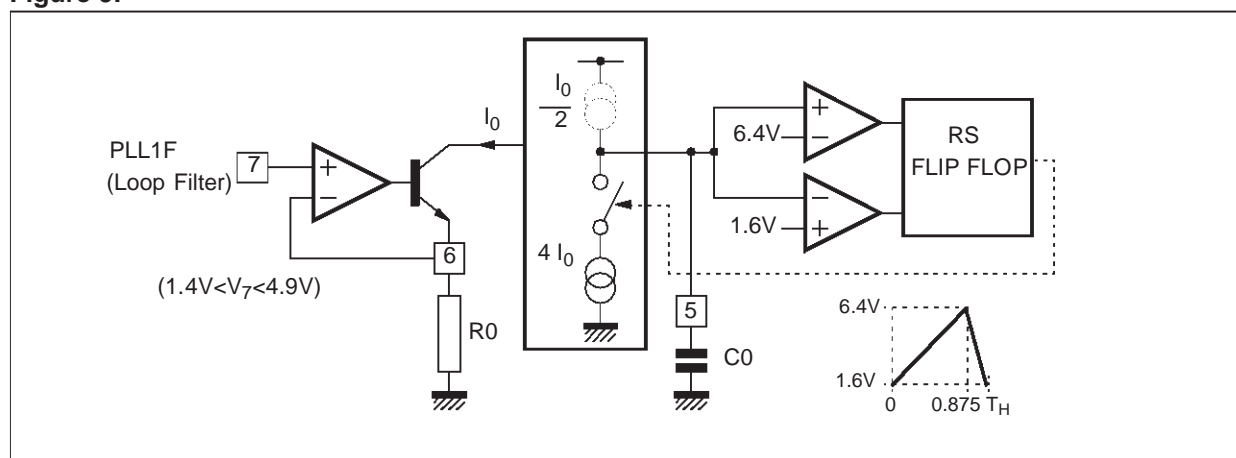 Figure 8:
I0
2
I0
PLL1F
(Loop Filter)
7
+
−
6
(1.4V<V7<4.9V)
R0
4 I0
5
C0
+
−
6.4V
−
+
1.6V
RS
FLIP FLOP
6.4V
1.6V
0
0.875 TH